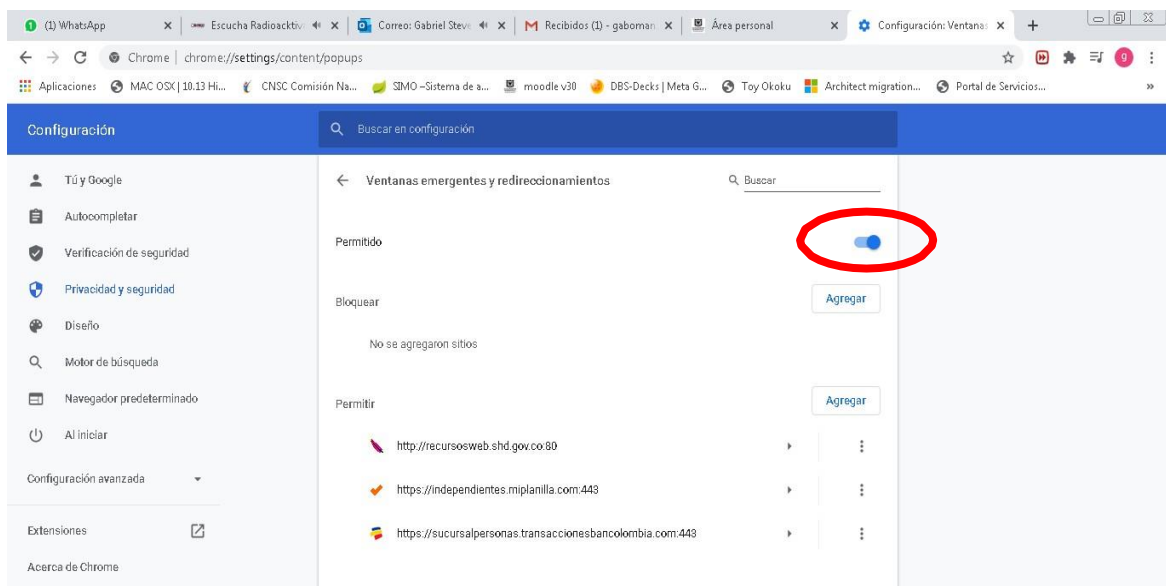 (1) WhatsApp
Escucha Radioacktiv
Correo: Gabriel Steve
Recibidos (1) - gaboman
Área personal
Configuración: Ventanas
Chrome | chrome://settings/content/popups
g
Aplicaciones
MAC OSX | 10.13 Hi...
CNSC Comisión Na...
SIMO –Sistema de a...
moodle v30
DBS-Decks | Meta G...
Toy Okoku
Architect migration...
Portal de Servicios...
»
Configuración
Buscar en configuración
Tú y Google
Autocompletar
Verificación de seguridad
Privacidad y seguridad
Diseño
Motor de búsqueda
Navegador predeterminado
Al iniciar
Configuración avanzada
Extensiones
Acerca de Chrome
Ventanas emergentes y redireccionamientos
Buscar
Permitido
Bloquear
Agregar
No se agregaron sitios
Permitir
Agregar
http://recursosweb.shd.gov.co:80
https://independientes.miplanilla.com:443
https://sucursalpersonas.transaccionesbancolombia.com:443